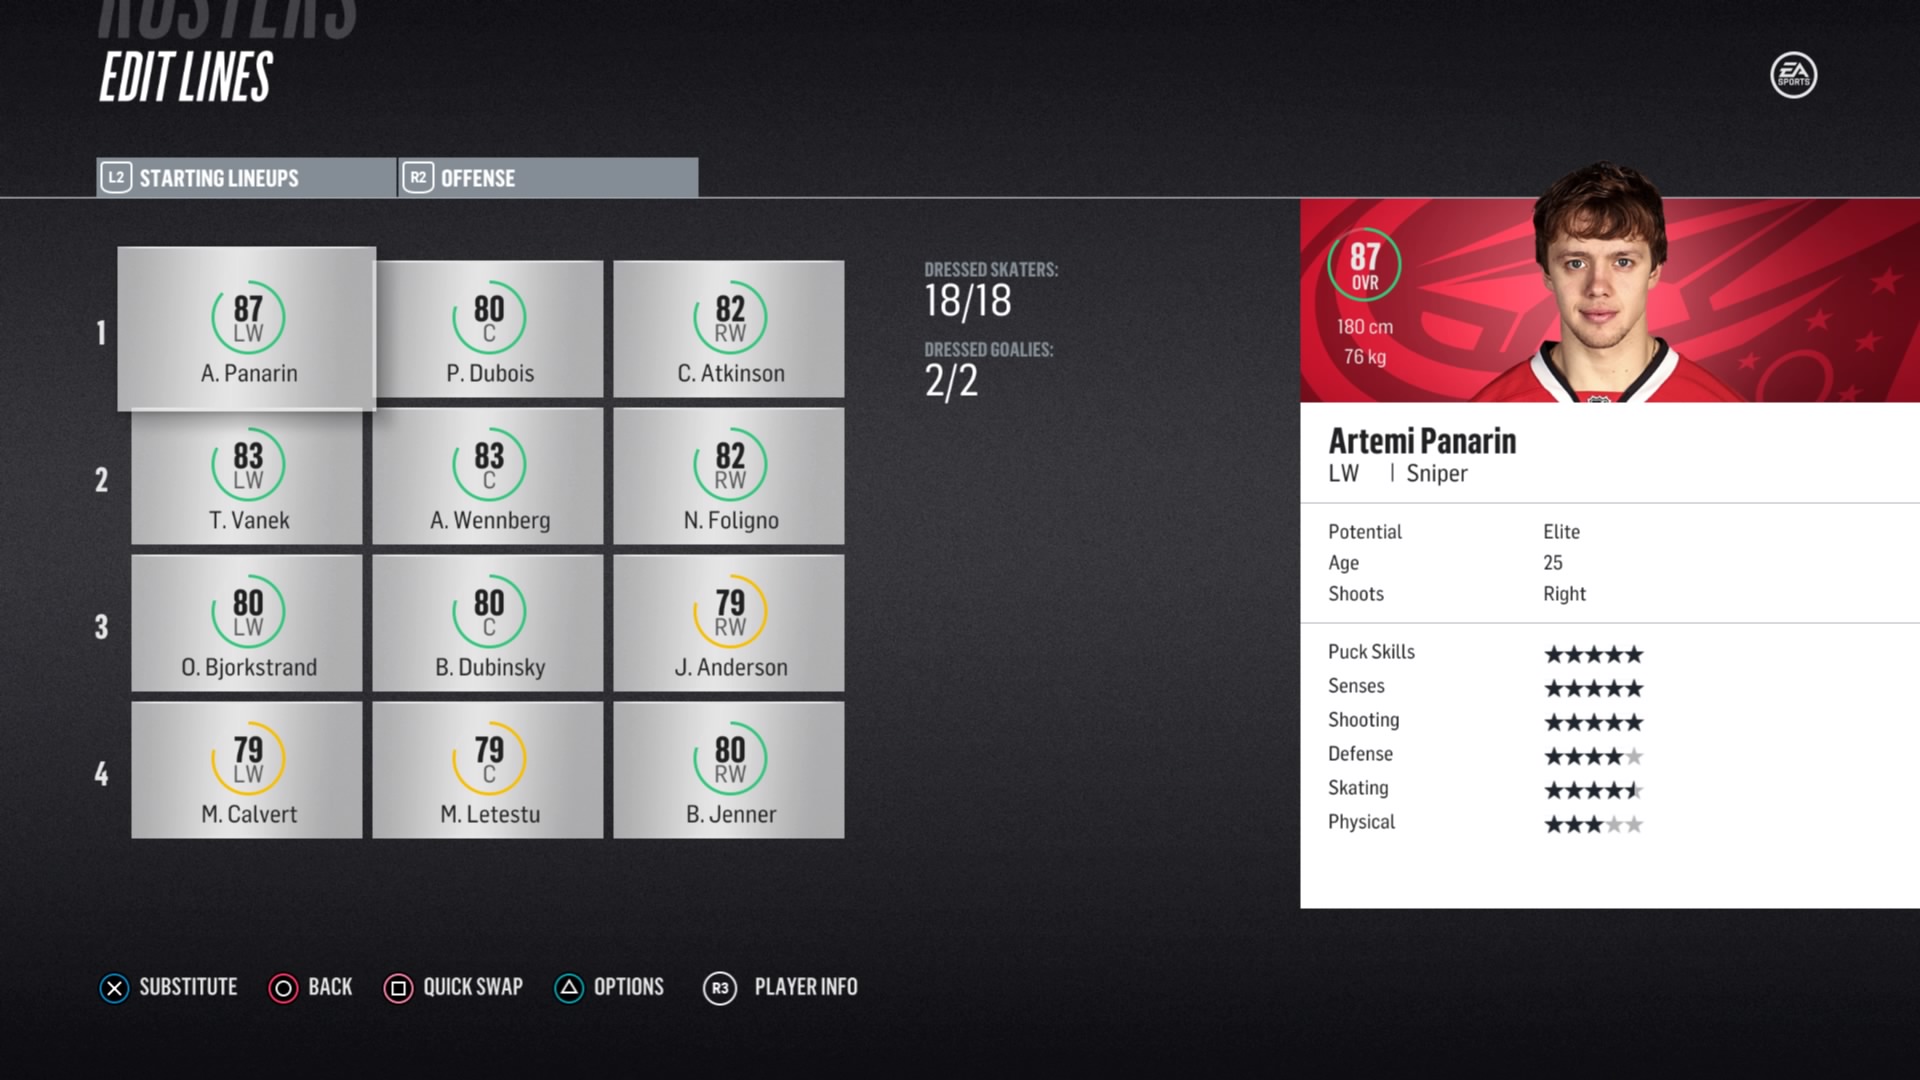 ROSTERS
EDIT LINES
EA
SPORTS
L2 STARTING LINEUPS
R2 OFFENSE
1
87
LW
A. Panarin
80
C
P. Dubois
82
RW
C. Atkinson
2
83
LW
T. Vanek
83
C
A. Wennberg
82
RW
N. Foligno
3
80
LW
O. Bjorkstrand
80
C
B. Dubinsky
79
RW
J. Anderson
4
79
LW
M. Calvert
79
C
M. Letestu
80
RW
B. Jenner
DRESSED SKATERS:
18/18
DRESSED GOALIES:
2/2
87
OVR
180 cm
76 kg
Artemi Panarin
LW | Sniper
Potential Elite
Age 25
Shoots Right
Puck Skills
Senses
Shooting
Defense
Skating
Physical
SUBSTITUTE BACK QUICK SWAP OPTIONS R3 PLAYER INFO